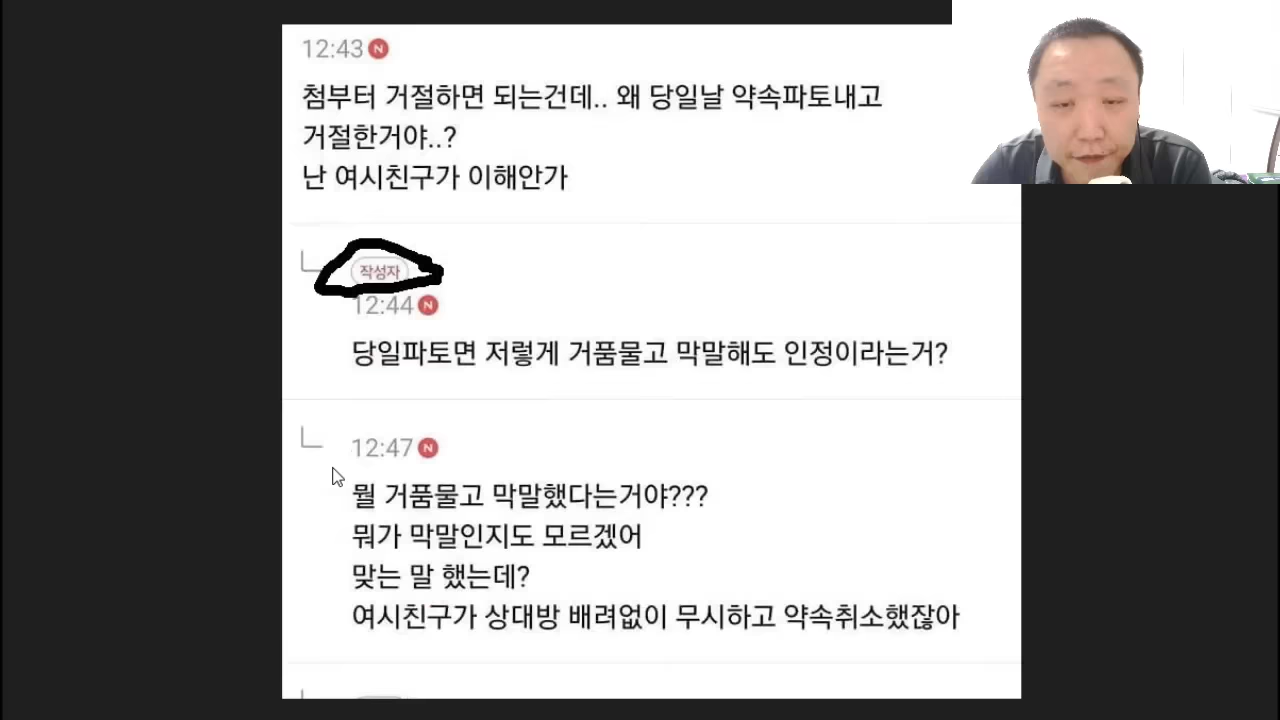 12:43 N
첨부터 거절하면 되는건데.. 왜 당일날 약속파토내고
거절한거야..?
난 여시친구가 이해안가
작성자
12:44 N
당일파토면 저렇게 거품물고 막말해도 인정이라는거?
12:47 N
뭘 거품물고 막말했다는거야???
뭐가 막말인지도 모르겠어
맞는 말 했는데?
여시친구가 상대방 배려없이 무시하고 약속취소했잖아